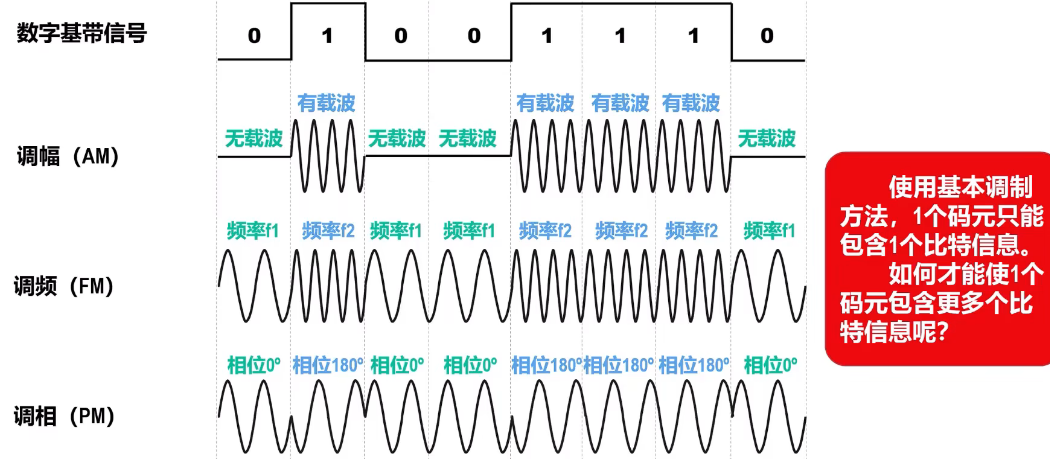 数字基带信号
0 1 0 0 1 1 1 0
有载波 有载波 有载波 有载波
无载波 无载波 无载波 无载波
调幅（AM）
频率f1 频率f2 频率f1 频率f1 频率f2 频率f2 频率f2 频率f1
调频（FM）
相位0º 相位180º 相位0º 相位0º 相位180º 相位180º 相位180º 相位0º
调相（PM）
使用基本调制
方法，1个码元只能
包含1个比特信息。
如何才能使1个
码元包含更多个比
特信息呢？